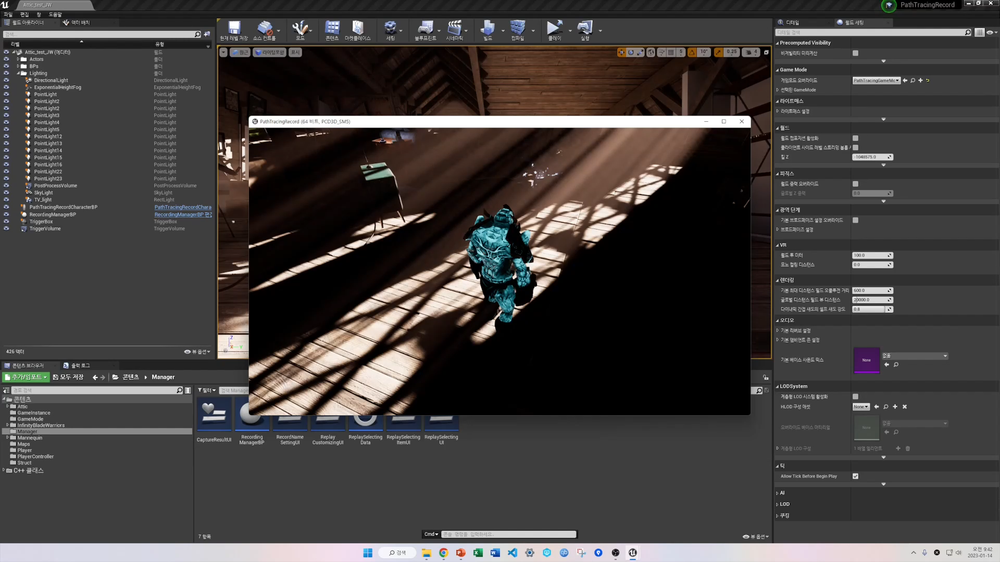 Attic_test_JW
PathTracingRecord
파일 편집 창 도움말
월드 아웃라이너
액터 배치
검색...
라벨 유형
Attic_test_JW (에디터) 월드
Actors 폴더
BPs 폴더
Lighting 폴더
DirectionalLight DirectionalLight
ExponentialHeightFog ExponentialHeightFog
PointLight PointLight
PointLight2 PointLight
PointLight2 PointLight
PointLight3 PointLight
PointLight4 PointLight
PointLight5 PointLight
PointLight12 PointLight
PointLight13 PointLight
PointLight14 PointLight
PointLight15 PointLight
PointLight16 PointLight
PointLight22 PointLight
PointLight23 PointLight
PostProcessVolume PostProcessVolume
SkyLight SkyLight
TV_light RectLight
PathTracingRecordCharacterBP PathTracingRecordChara
RecordingManagerBP RecordingManagerBP 편집
TriggerBox TriggerBox
TriggerVolume TriggerVolume
426 액터
뷰 옵션
현재 레벨 저장 소스 컨트롤 모드 콘텐츠 마켓플레이스 세팅 블루프린트 시네마틱 빌드 컴파일 플레이 실행
원근 라이팅포함 표시
5 10° 0.25 4
PathTracingRecord (64 비트, PCD3D_SM5)
Z
X Y
콘텐츠 브라우저
출력 로그
추가/임포트 모두 저장 콘텐츠 Manager
경로 검색
필터 검색 Manager
콘텐츠
Attic
GameInstance
GameMode
InfinityBladeWarriors
Manager
Mannequin
Maps
Player
PlayerController
Struct
C++ 클래스
CaptureResultUI
Recording
ManagerBP
RecordName
SettingUI
Replay
CustomizingUI
ReplaySelecting
Data
ReplaySelecting
ItemUI
ReplaySelecting
UI
7 항목
뷰 옵션
Cmd 콘솔 명령을 입력하세요.
디테일
월드 세팅
디테일 검색
Precomputed Visibility
비저빌리티 미리계산
Game Mode
게임모드 오버라이드 PathTracingGameMo
선택된 GameMode
라이트매스
라이트매스 설정
월드
월드 컴포지션 활성화
클라이언트 사이드 레벨 스트리밍 볼륨
킬 Z -1048575.0
피직스
월드 중력 오버라이드
글로벌 Z 중력 0.0
광역 단계
기본 브로드페이즈 설정 오버라이드
브로드페이즈 설정
VR
월드 투 미터 100.0
모노 컬링 디스턴스 0.0
렌더링
기본 최대 디스턴스 필드 오클루전 거리 600.0
글로벌 디스턴스 필드 뷰 디스턴스 20000.0
다이내믹 간접 섀도의 셀프 섀도 강도 0.8
오디오
기본 리버브 설정
기본 앰비언트 존 설정
기본 베이스 사운드 믹스 None 없음
LODSystem
계층형 LOD 시스템 활성화
HLOD 구성 애셋 None
오버라이드 베이스 머티리얼 None 없음
계층형 LOD 구성 1 배열 엘리먼트
틱
Allow Tick Before Begin Play
AI
LOD
쿠킹
검색
오전 9:42
2023-01-14